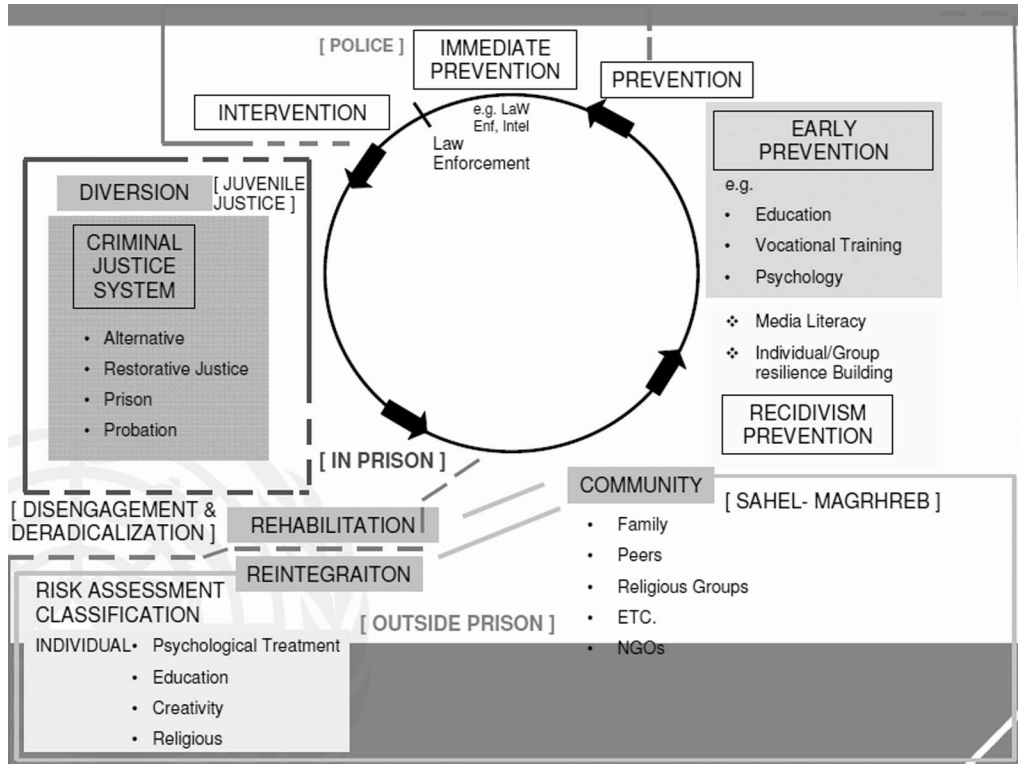 [ POLICE ]
IMMEDIATE
PREVENTION
PREVENTION
INTERVENTION
e.g. LaW
Enf, Intel
Law
Enforcement
EARLY
PREVENTION
e.g.
• Education
• Vocational Training
• Psychology
❖ Media Literacy
❖ Individual/Group
resilience Building
RECIDIVISM
PREVENTION
DIVERSION
[ JUVENILE
JUSTICE ]
CRIMINAL
JUSTICE
SYSTEM
• Alternative
• Restorative Justice
• Prison
• Probation
[ IN PRISON ]
[ DISENGAGEMENT &
DERADICALIZATION ]
REHABILITATION
REINTEGRAITON
COMMUNITY
[ SAHEL- MAGRHREB ]
• Family
• Peers
• Religious Groups
• ETC.
• NGOs
[ OUTSIDE PRISON ]
RISK ASSESSMENT
CLASSIFICATION
INDIVIDUAL• Psychological Treatment
• Education
• Creativity
• Religious